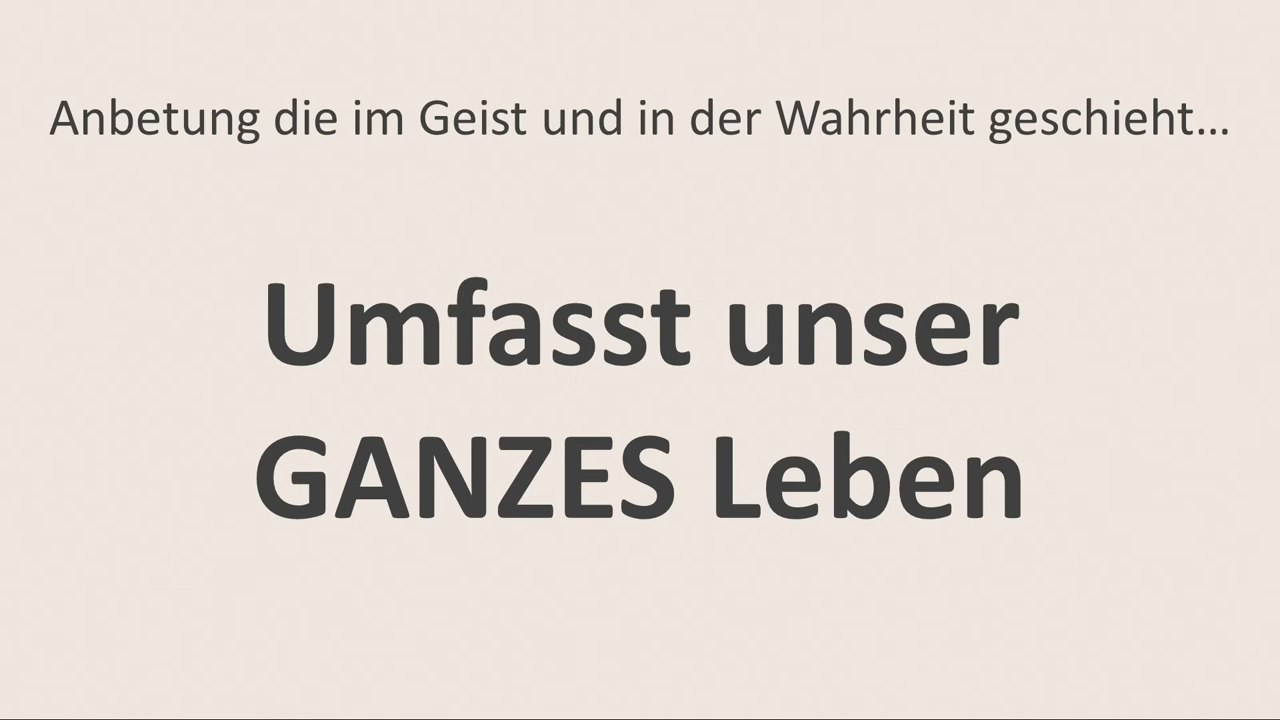 Anbetung die im Geist und in der Wahrheit geschieht...
Umfasst unser
GANZES Leben